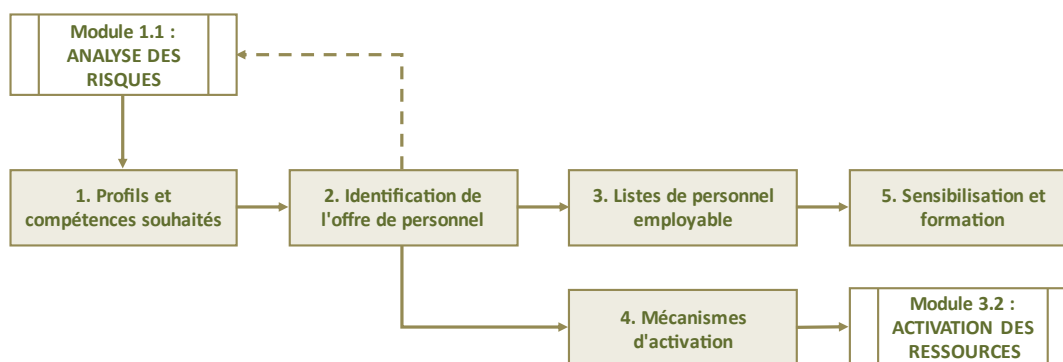 Module 1.1 :
ANALYSE DES
RISQUES
1. Profils et
compétences souhaités
2. Identification de
l'offre de personnel
3. Listes de personnel
employable
5. Sensibilisation et
formation
4. Mécanismes
d'activation
Module 3.2 :
ACTIVATION DES
RESSOURCES